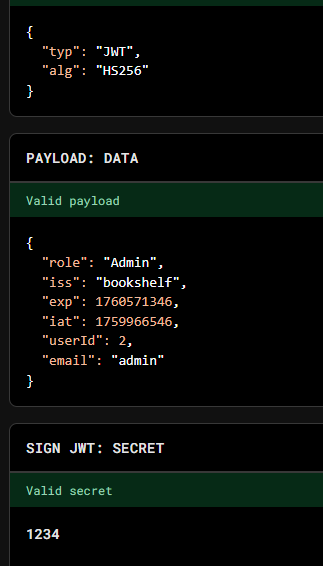 {
  "typ": "JWT",
  "alg": "HS256"
}
PAYLOAD: DATA
Valid payload
{
  "role": "Admin",
  "iss": "bookshelf",
  "exp": 1760571346,
  "iat": 1759966546,
  "userId": 2,
  "email": "admin"
}
SIGN JWT: SECRET
Valid secret
1234